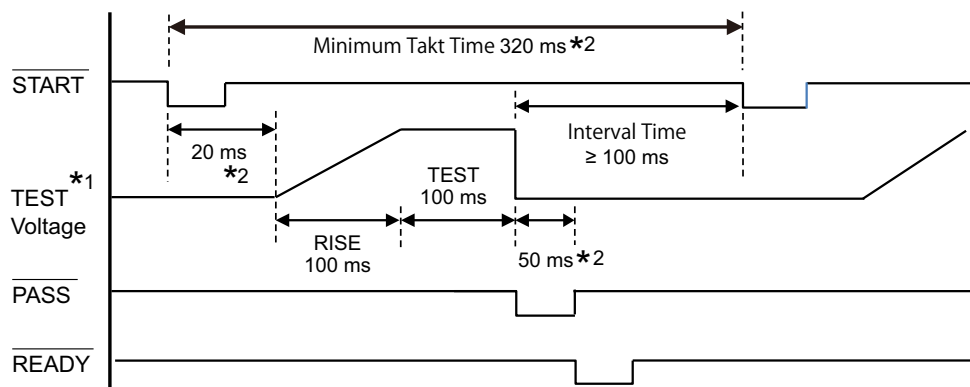 Minimum Takt Time 320 ms*2
START
20 ms
*2
Interval Time
≥ 100 ms
TEST*1
Voltage
TEST
100 ms
RISE
100 ms
50 ms*2
PASS
READY